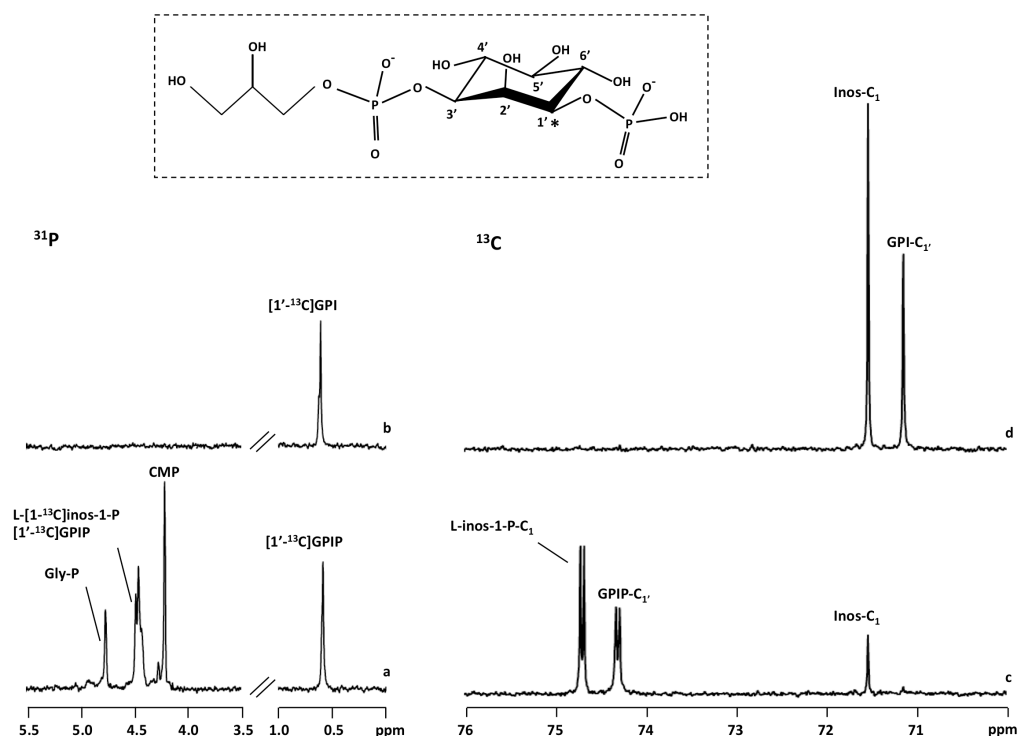 OH
HO
O
O-
P
O
O
4'
HO
OH
OH
6'
5'
OH
3'
2'
1' *
O
O-
P
OH
O
31P
13C
Inos-C1
GPI-C1'
[1'-13C]GPI
b
d
CMP
L-[1-13C]inos-1-P
[1'-13C]GPIP
Gly-P
[1'-13C]GPIP
a
L-inos-1-P-C1
GPIP-C1'
Inos-C1
c
5.5 5.0 4.5 4.0 3.5 1.0 0.5 ppm
76 75 74 73 72 71 ppm